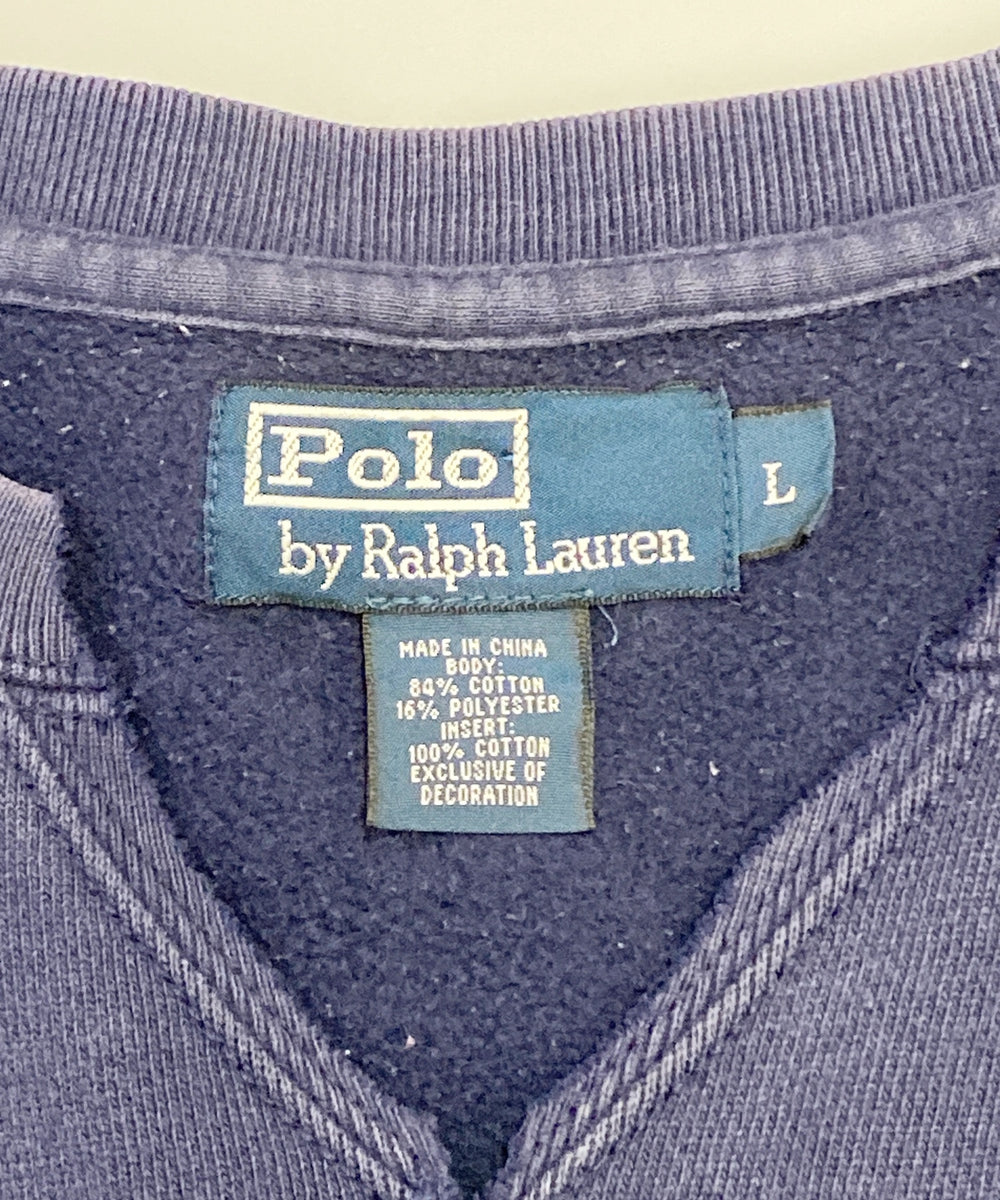 Polo
by Ralph Lauren
L
MADE IN CHINA
BODY:
84% COTTON
16% POLYESTER
INSERT:
100% COTTON
EXCLUSIVE OF
DECORATION